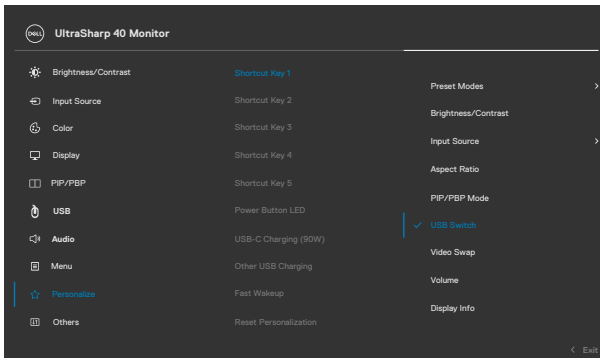 DELL
UltraSharp 40 Monitor
Brightness/Contrast
Input Source
Color
Display
PIP/PBP
USB
Audio
Menu
Personalize
Others
Shortcut Key 1
Shortcut Key 2
Shortcut Key 3
Shortcut Key 4
Shortcut Key 5
Power Button LED
USB-C Charging (90W)
Other USB Charging
Fast Wakeup
Reset Personalization
Preset Modes
Brightness/Contrast
Input Source
Aspect Ratio
PIP/PBP Mode
USB Switch
Video Swap
Volume
Display Info
Exit